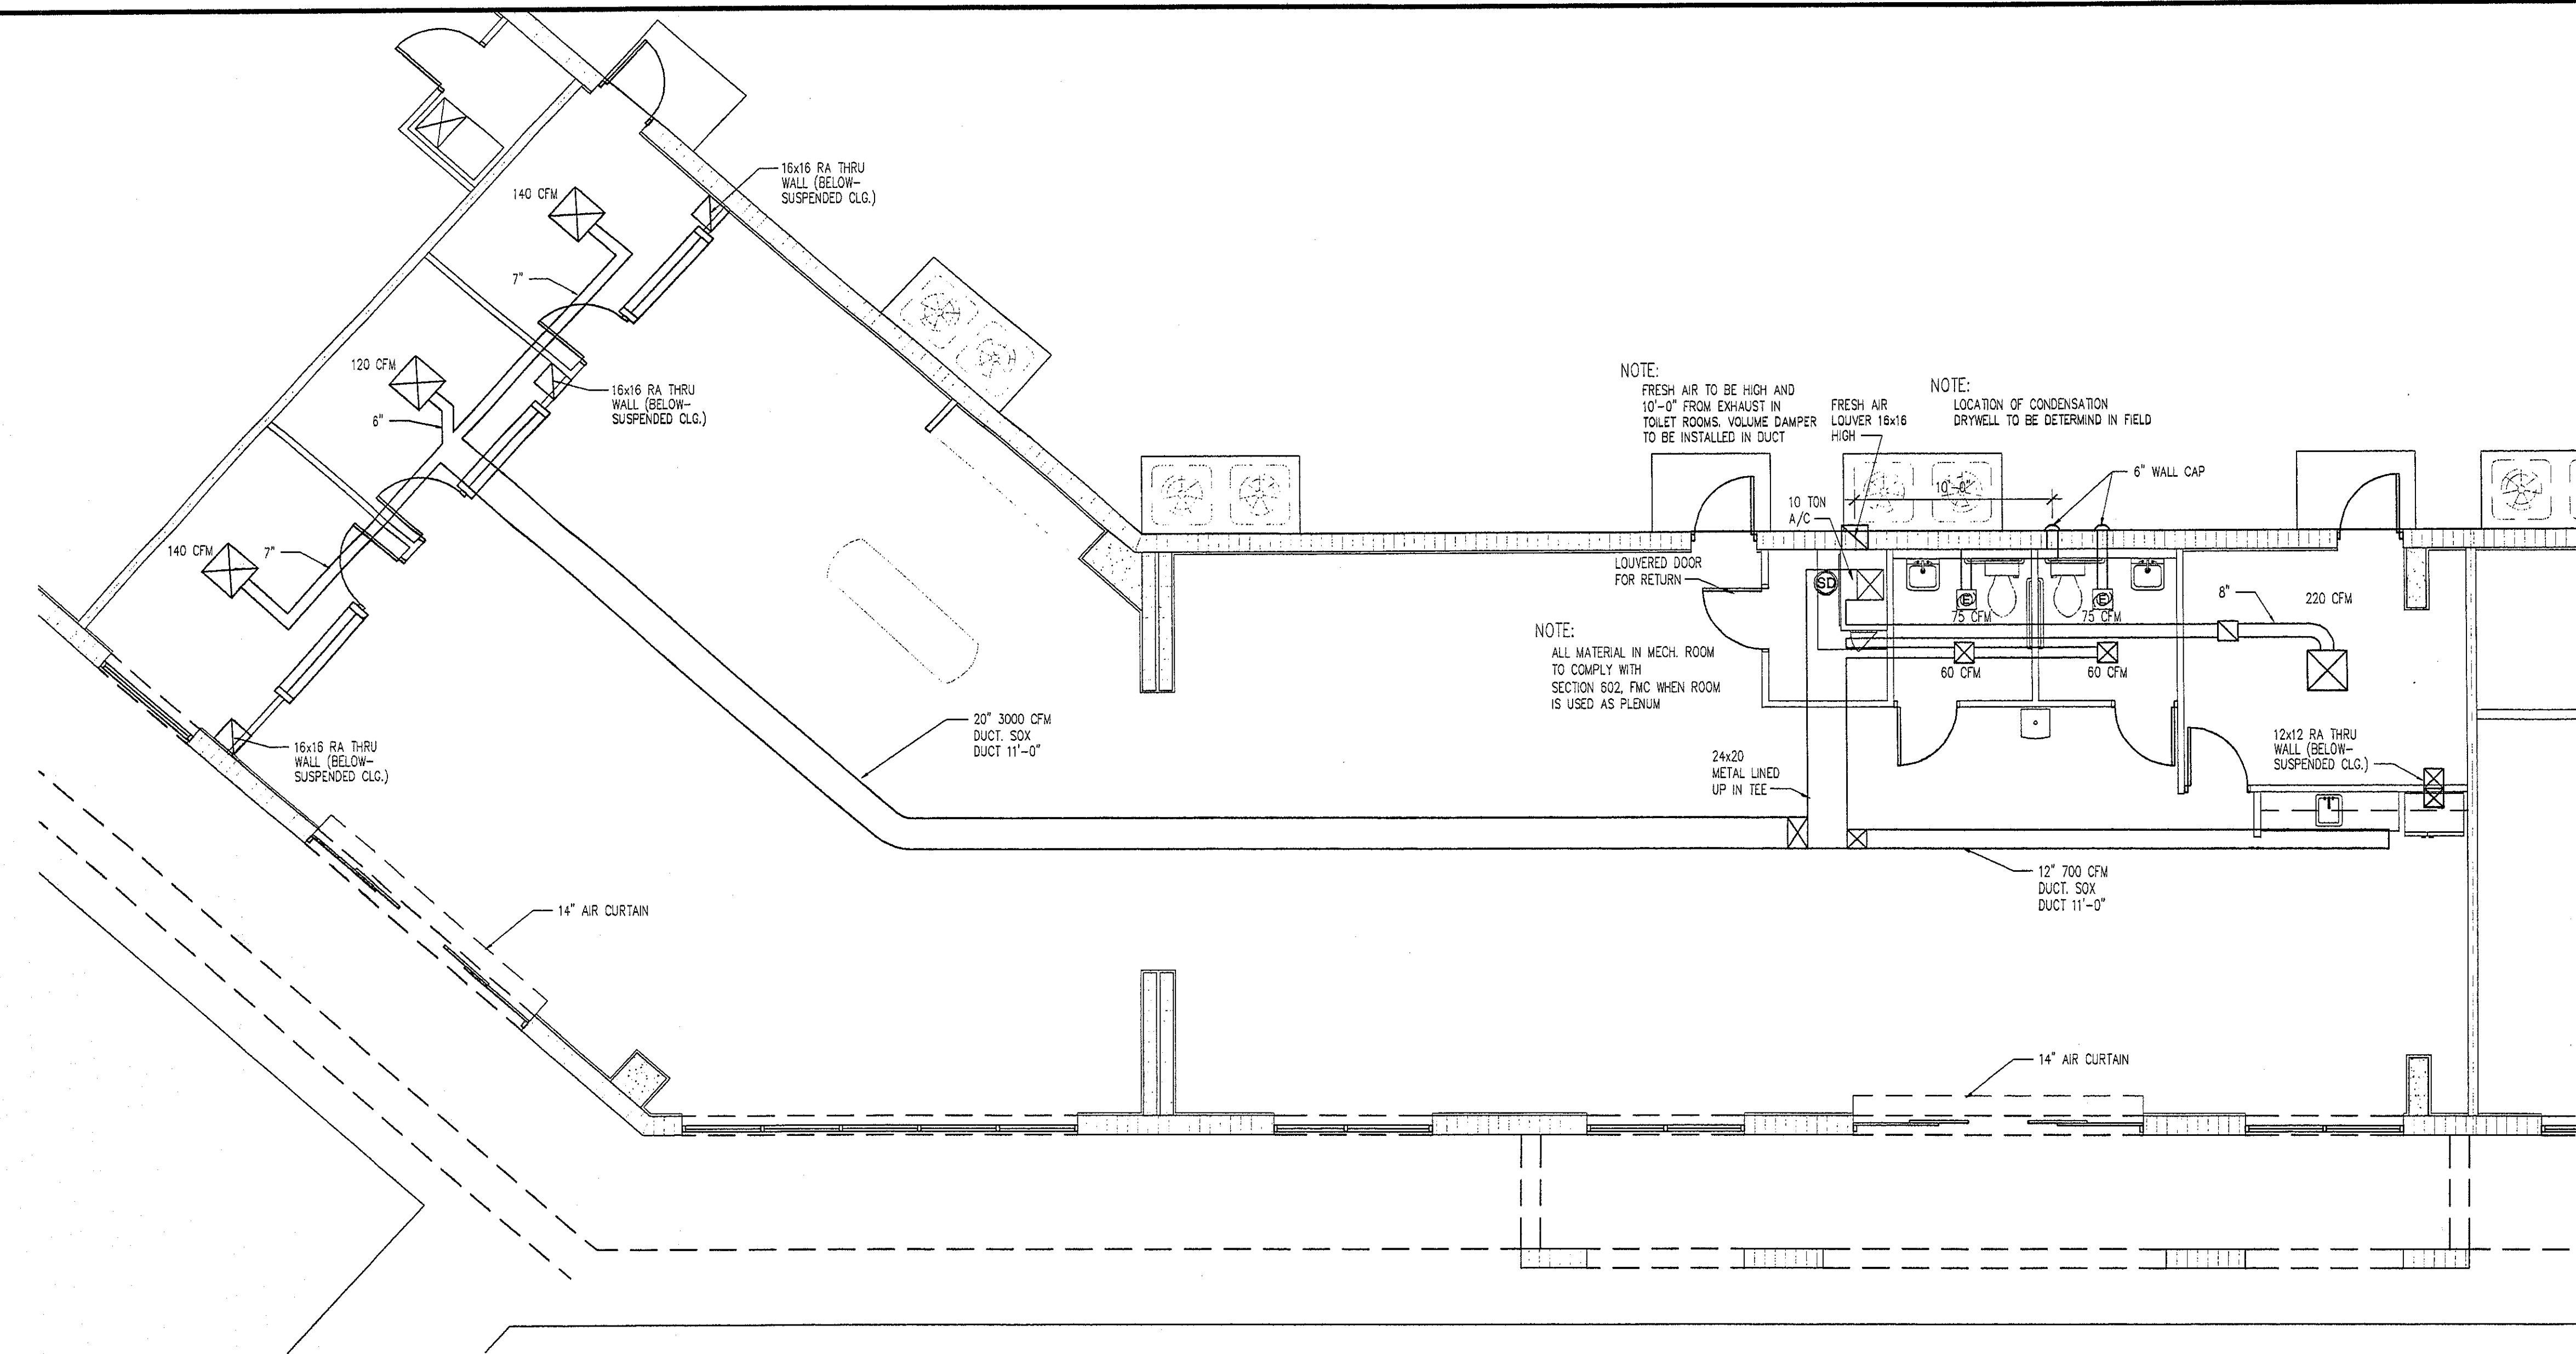 16x16 RA THRU
WALL (BELOW-
SUSPENDED CLG.)
140 CFM
7"
120 CFM
6"
16x16 RA THRU
WALL (BELOW-
SUSPENDED CLG.)
140 CFM
7"
16x16 RA THRU
WALL (BELOW-
SUSPENDED CLG.)
14" AIR CURTAIN
20" 3000 CFM
DUCT. SOX
DUCT 11'-0"
NOTE:
FRESH AIR TO BE HIGH AND
10'-0" FROM EXHAUST IN
TOILET ROOMS. VOLUME DAMPER
TO BE INSTALLED IN DUCT
FRESH AIR
LOUVER 16x16
HIGH
NOTE:
LOCATION OF CONDENSATION
DRYWELL TO BE DETERMIND IN FIELD
6" WALL CAP
10'-0"
10 TON
A/C
LOUVERED DOOR
FOR RETURN
SD
E
75 CFM
E
75 CFM
8"
220 CFM
NOTE:
ALL MATERIAL IN MECH. ROOM
TO COMPLY WITH
SECTION 602, FMC WHEN ROOM
IS USED AS PLENUM
60 CFM
60 CFM
24x20
METAL LINED
UP IN TEE
12x12 RA THRU
WALL (BELOW-
SUSPENDED CLG.)
12" 700 CFM
DUCT. SOX
DUCT 11'-0"
14" AIR CURTAIN